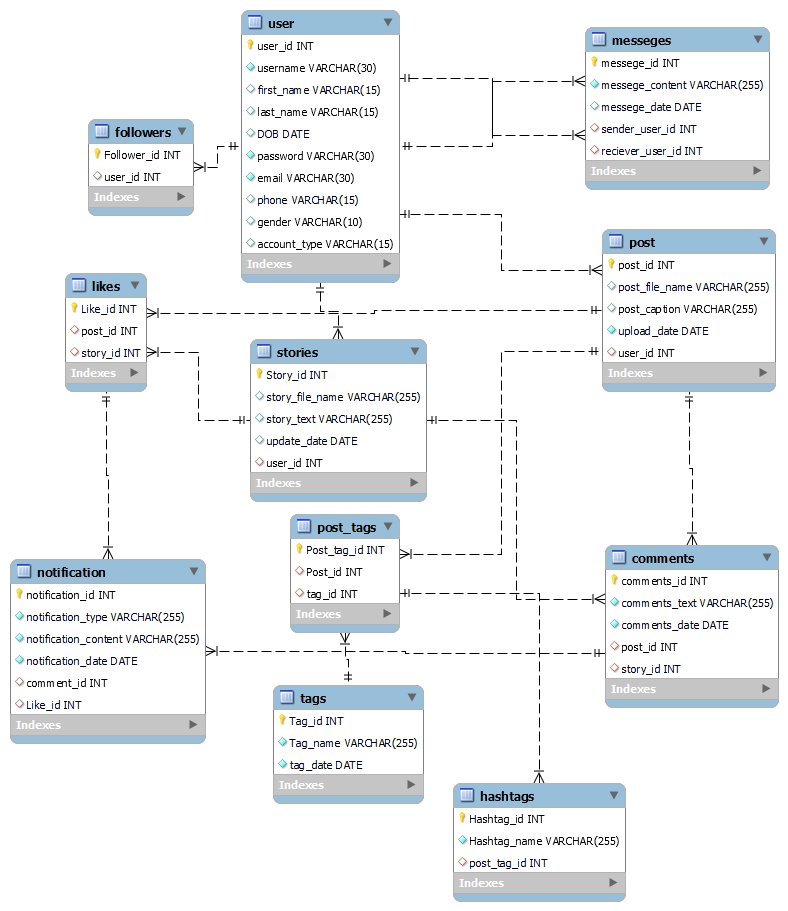 user
user_id INT
username VARCHAR(30)
first_name VARCHAR(15)
last_name VARCHAR(15)
DOB DATE
password VARCHAR(30)
email VARCHAR(30)
phone VARCHAR(15)
gender VARCHAR(10)
account_type VARCHAR(15)
Indexes
messeges
messege_id INT
messege_content VARCHAR(255)
messege_date DATE
sender_user_id INT
reciever_user_id INT
Indexes
followers
Follower_id INT
user_id INT
Indexes
post
post_id INT
post_file_name VARCHAR(255)
post_caption VARCHAR(255)
upload_date DATE
user_id INT
Indexes
likes
Like_id INT
post_id INT
story_id INT
Indexes
stories
Story_id INT
story_file_name VARCHAR(255)
story_text VARCHAR(255)
update_date DATE
user_id INT
Indexes
post_tags
Post_tag_id INT
Post_id INT
tag_id INT
Indexes
notification
notification_id INT
notification_type VARCHAR(255)
notification_content VARCHAR(255)
notification_date DATE
comment_id INT
Like_id INT
Indexes
comments
comments_id INT
comments_text VARCHAR(255)
comments_date DATE
post_id INT
story_id INT
Indexes
tags
Tag_id INT
Tag_name VARCHAR(255)
tag_date DATE
Indexes
hashtags
Hashtag_id INT
Hashtag_name VARCHAR(255)
post_tag_id INT
Indexes